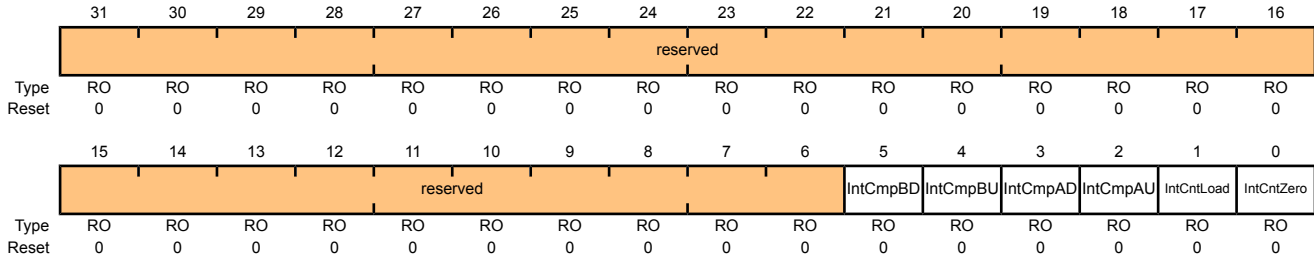 31 30 29 28 27 26 25 24 23 22 21 20 19 18 17 16
reserved
Type RO RO RO RO RO RO RO RO RO RO RO RO RO RO RO RO
Reset 0 0 0 0 0 0 0 0 0 0 0 0 0 0 0 0
15 14 13 12 11 10 9 8 7 6 5 4 3 2 1 0
reserved IntCmpBD IntCmpBU IntCmpAD IntCmpAU IntCntLoad IntCntZero
Type RO RO RO RO RO RO RO RO RO RO RO RO RO RO RO RO
Reset 0 0 0 0 0 0 0 0 0 0 0 0 0 0 0 0